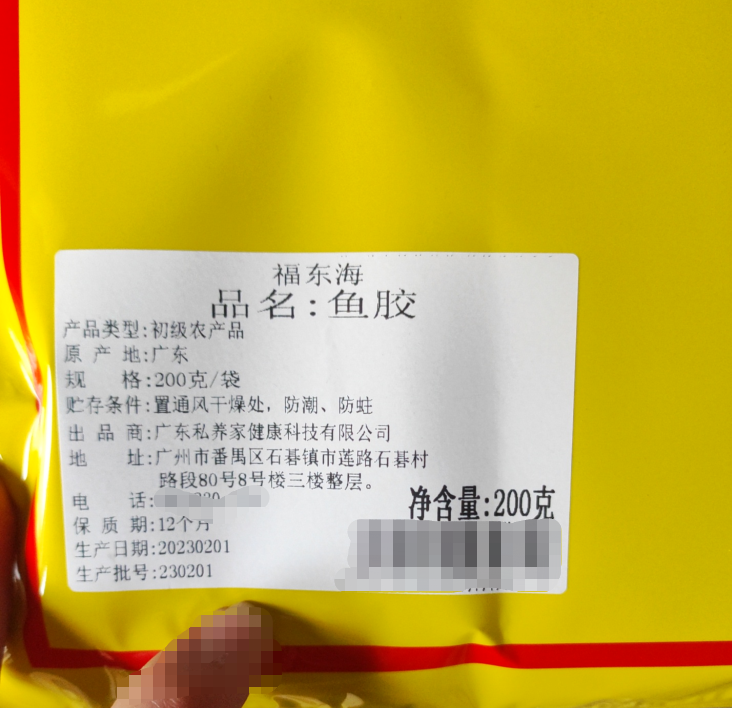 福东海
品名:鱼胶
产品类型:初级农产品
原产地:广东
规格:200克/袋
贮存条件:置通风干燥处,防潮、防蛀
出品商:广东私养家健康科技有限公司
地址:广州市番禺区石碁镇市莲路石碁村
路段80号8号楼三楼整层。
电话:
净含量:200克
保质期:12个月
生产日期:20230201
生产批号:230201